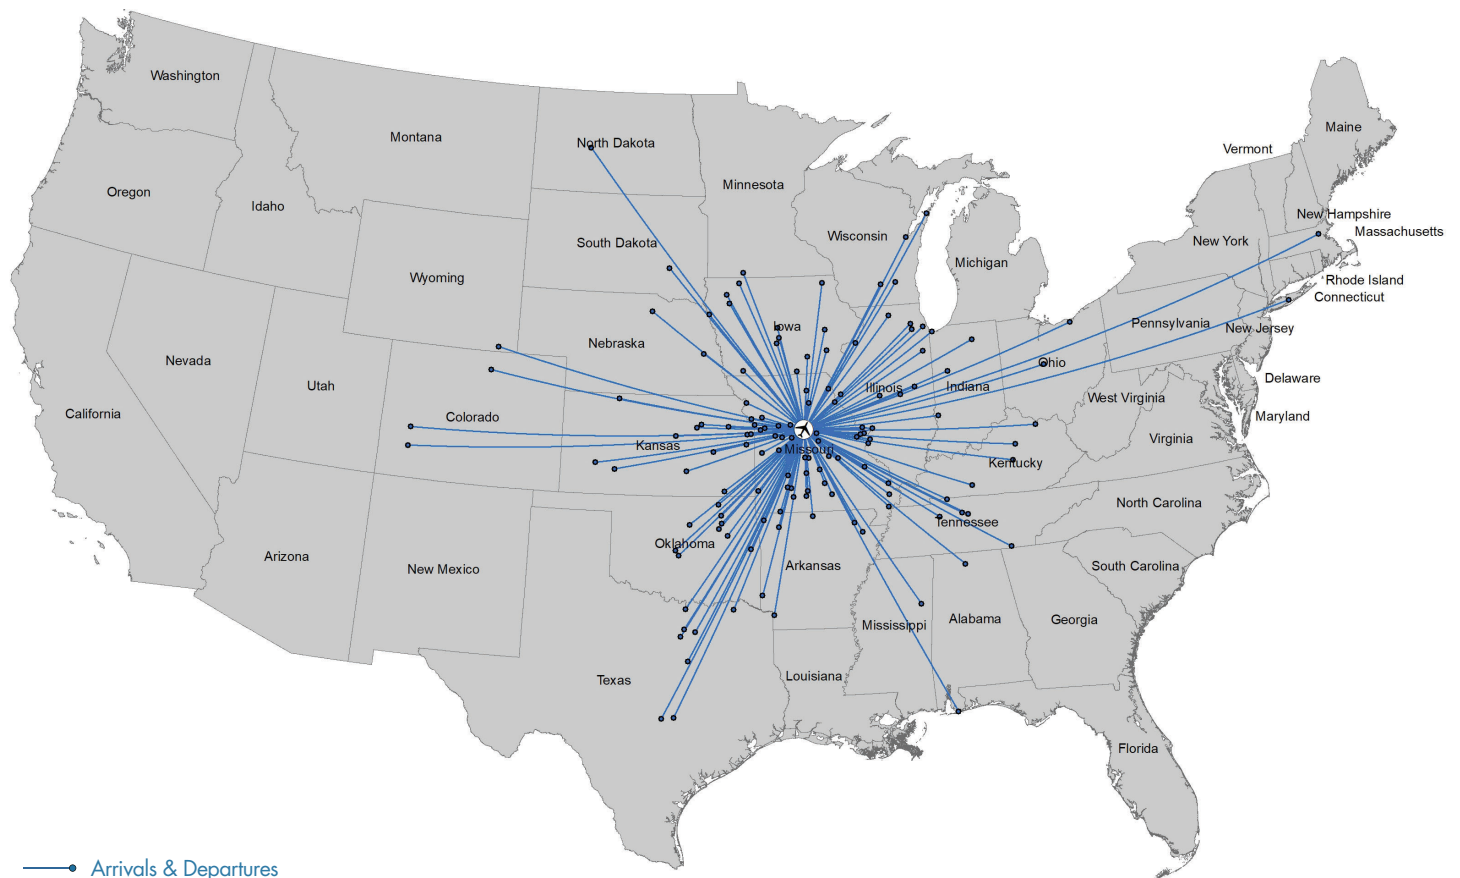 Washington
Montana
North Dakota
Minnesota
Maine
Vermont
Oregon
Idaho
South Dakota
Wisconsin
Michigan
New York
New Hampshire
Massachusetts
Wyoming
Rhode Island
Connecticut
Nebraska
Iowa
Pennsylvania
New Jersey
Nevada
Utah
Illinois
Indiana
Ohio
Delaware
California
Colorado
West Virginia
Maryland
Kansas
Missouri
Kentucky
Virginia
North Carolina
Tennessee
Arizona
New Mexico
Oklahoma
Arkansas
South Carolina
Mississippi
Alabama
Georgia
Texas
Louisiana
Florida
Arrivals & Departures